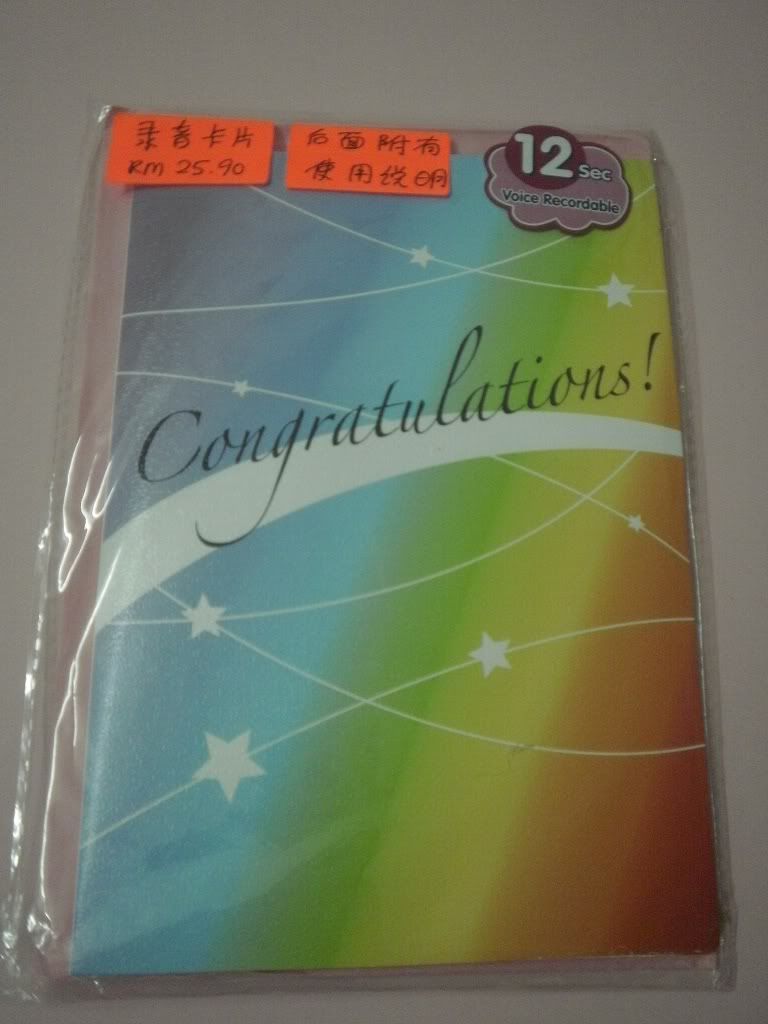 录音卡片
RM 25.90
后面附有
使用说明
12 Sec
Voice Recordable
Congratulations!